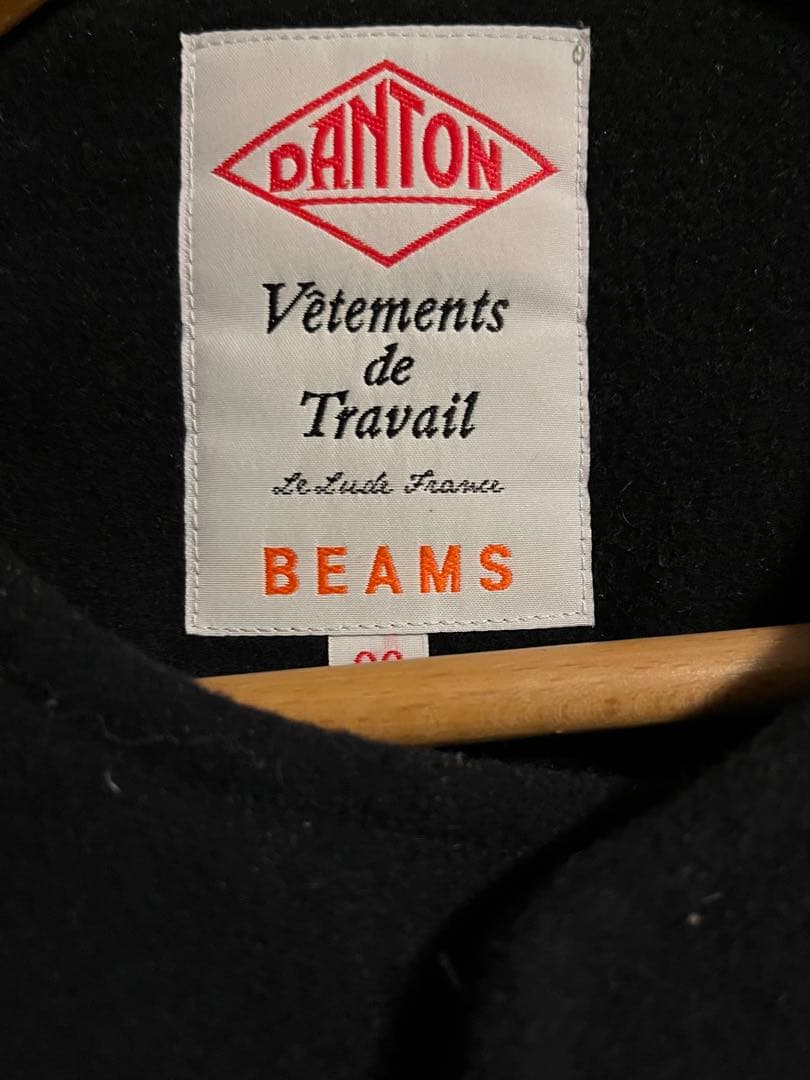 DANTON
Vêtements
de
Travail
Le Lude France
BEAMS